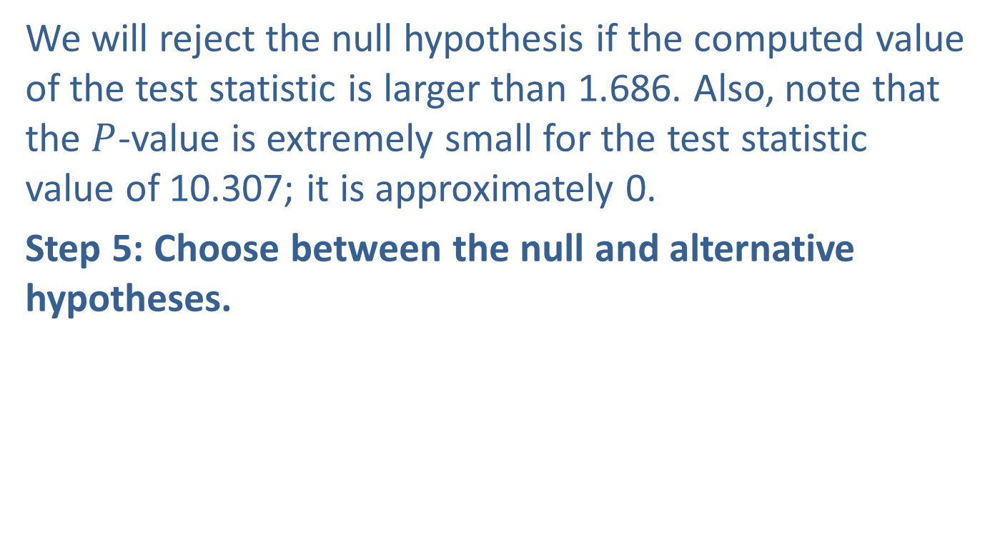 We will reject the null hypothesis if the computed value
of the test statistic is larger than 1.686. Also, note that
the P-value is extremely small for the test statistic
value of 10.307; it is approximately 0.
Step 5: Choose between the null and alternative
hypotheses.